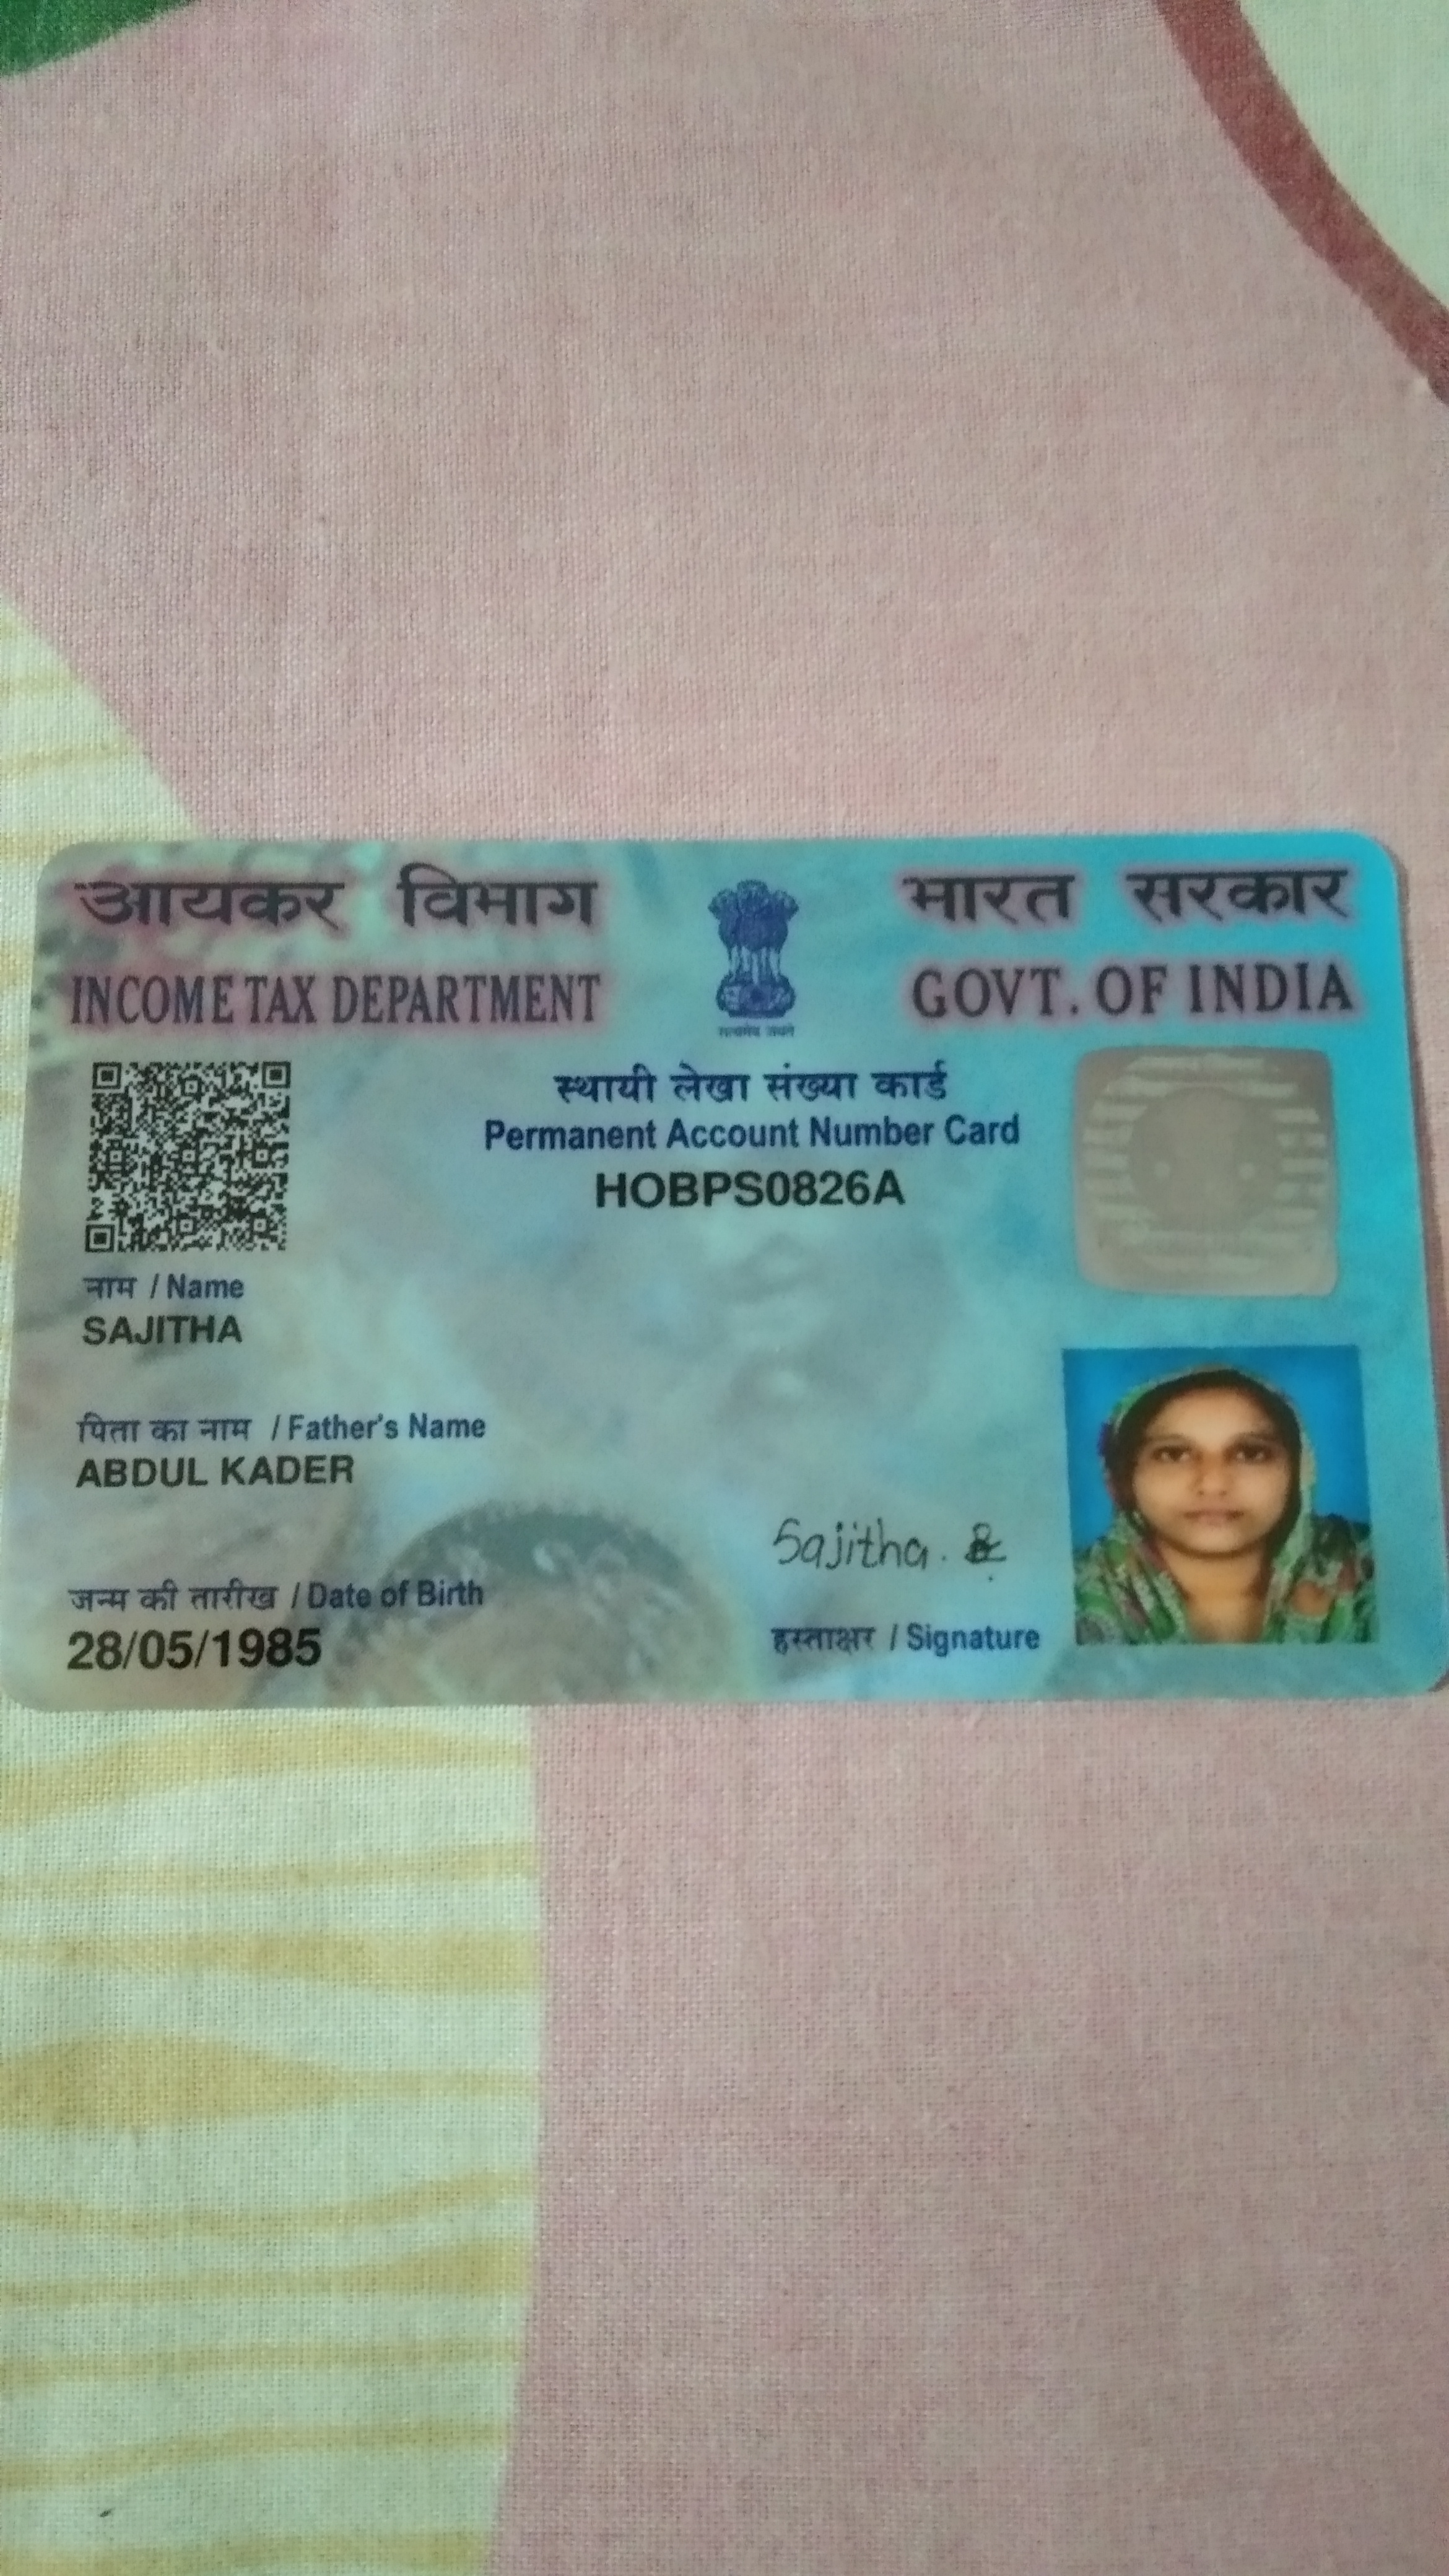 आयकर विभाग
INCOME TAX DEPARTMENT
सत्यमेव जयते
भारत सरकार
GOVT. OF INDIA
स्थायी लेखा संख्या कार्ड
Permanent Account Number Card
HOBPS0826A
नाम / Name
SAJITHA
पिता का नाम / Father's Name
ABDUL KADER
Sajitha.
जन्म की तारीख / Date of Birth
28/05/1985
हस्ताक्षर / Signature